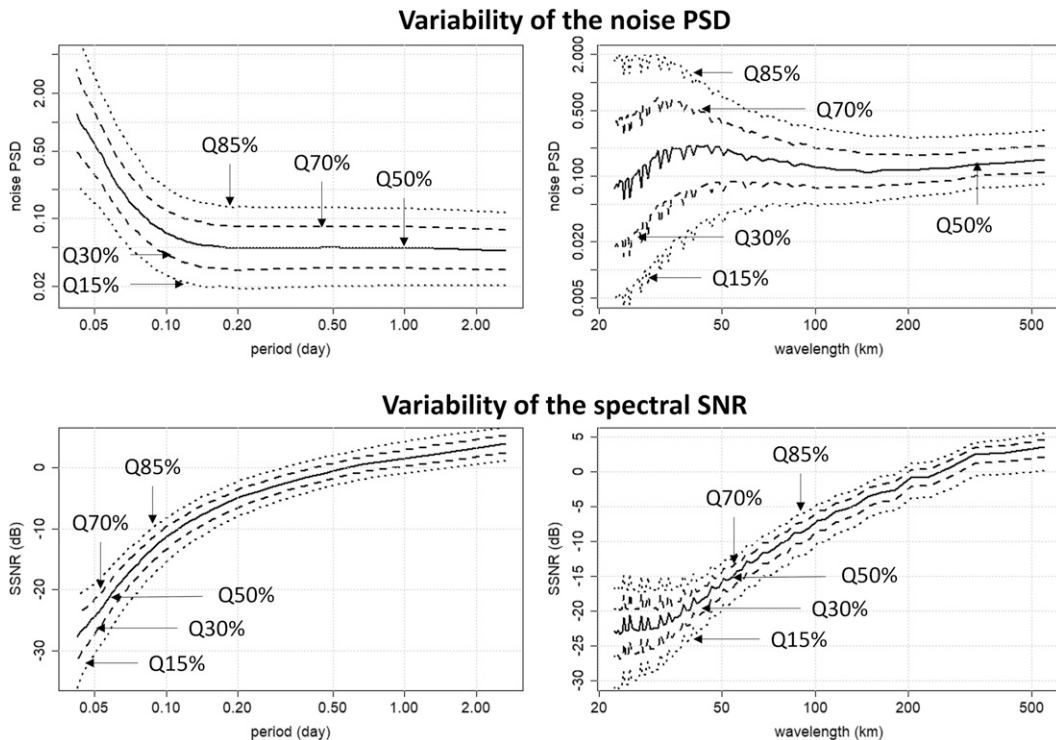 Variability of the noise PSD
noise PSD
2.00
0.50
0.10
0.02
Q85%
Q70%
Q50%
Q30%
Q15%
0.05 0.10 0.20 0.50 1.00 2.00
period (day)
noise PSD
2.000
0.500
0.100
0.020
0.005
Q85%
Q70%
Q50%
Q30%
Q15%
20 50 100 200 500
wavelength (km)
Variability of the spectral SNR
SSNR (dB)
0
-10
-20
-30
Q85%
Q70%
Q50%
Q30%
Q15%
0.05 0.10 0.20 0.50 1.00 2.00
period (day)
SSNR (dB)
5
0
-5
-10
-15
-20
-25
-30
Q85%
Q70%
Q50%
Q30%
Q15%
20 50 100 200 500
wavelength (km)